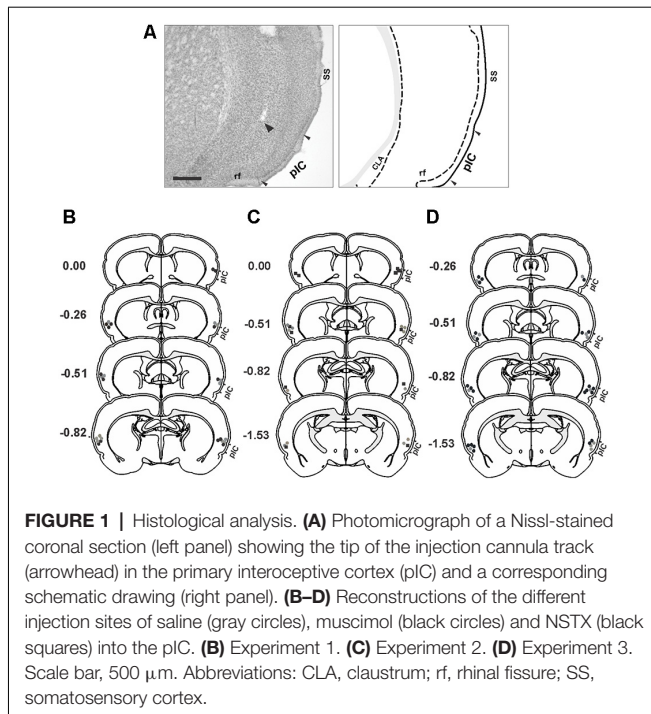 A
SS
rf
pIC
CLA
SS
rf
pIC
B
C
D
0.00
pIC
-0.26
pIC
-0.51
pIC
-0.82
pIC
0.00
pIC
-0.51
pIC
-0.82
pIC
-1.53
pIC
-0.26
pIC
-0.51
pIC
-0.82
pIC
-1.53
pIC
FIGURE 1 | Histological analysis. (A) Photomicrograph of a Nissl-stained
coronal section (left panel) showing the tip of the injection cannula track
(arrowhead) in the primary interoceptive cortex (pIC) and a corresponding
schematic drawing (right panel). (B–D) Reconstructions of the different
injection sites of saline (gray circles), muscimol (black circles) and NSTX (black
squares) into the pIC. (B) Experiment 1. (C) Experiment 2. (D) Experiment 3.
Scale bar, 500 μm. Abbreviations: CLA, claustrum; rf, rhinal fissure; SS,
somatosensory cortex.